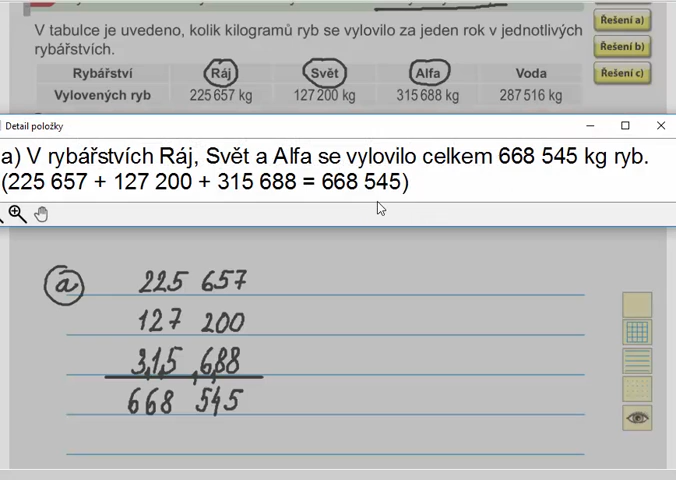 V tabulce je uvedeno, kolik kilogramů ryb se vylovilo za jeden rok v jednotlivých
rybářstvích.
Řešení a)
Řešení b)
Řešení c)
Rybářství Ráj Svět Alfa Voda
Vylovených ryb 225 657 kg 127 200 kg 315 688 kg 287 516 kg
Detail položky
a) V rybářstvích Ráj, Svět a Alfa se vylovilo celkem 668 545 kg ryb.
(225 657 + 127 200 + 315 688 = 668 545)
a
225 657
127 200
315 688
668 545